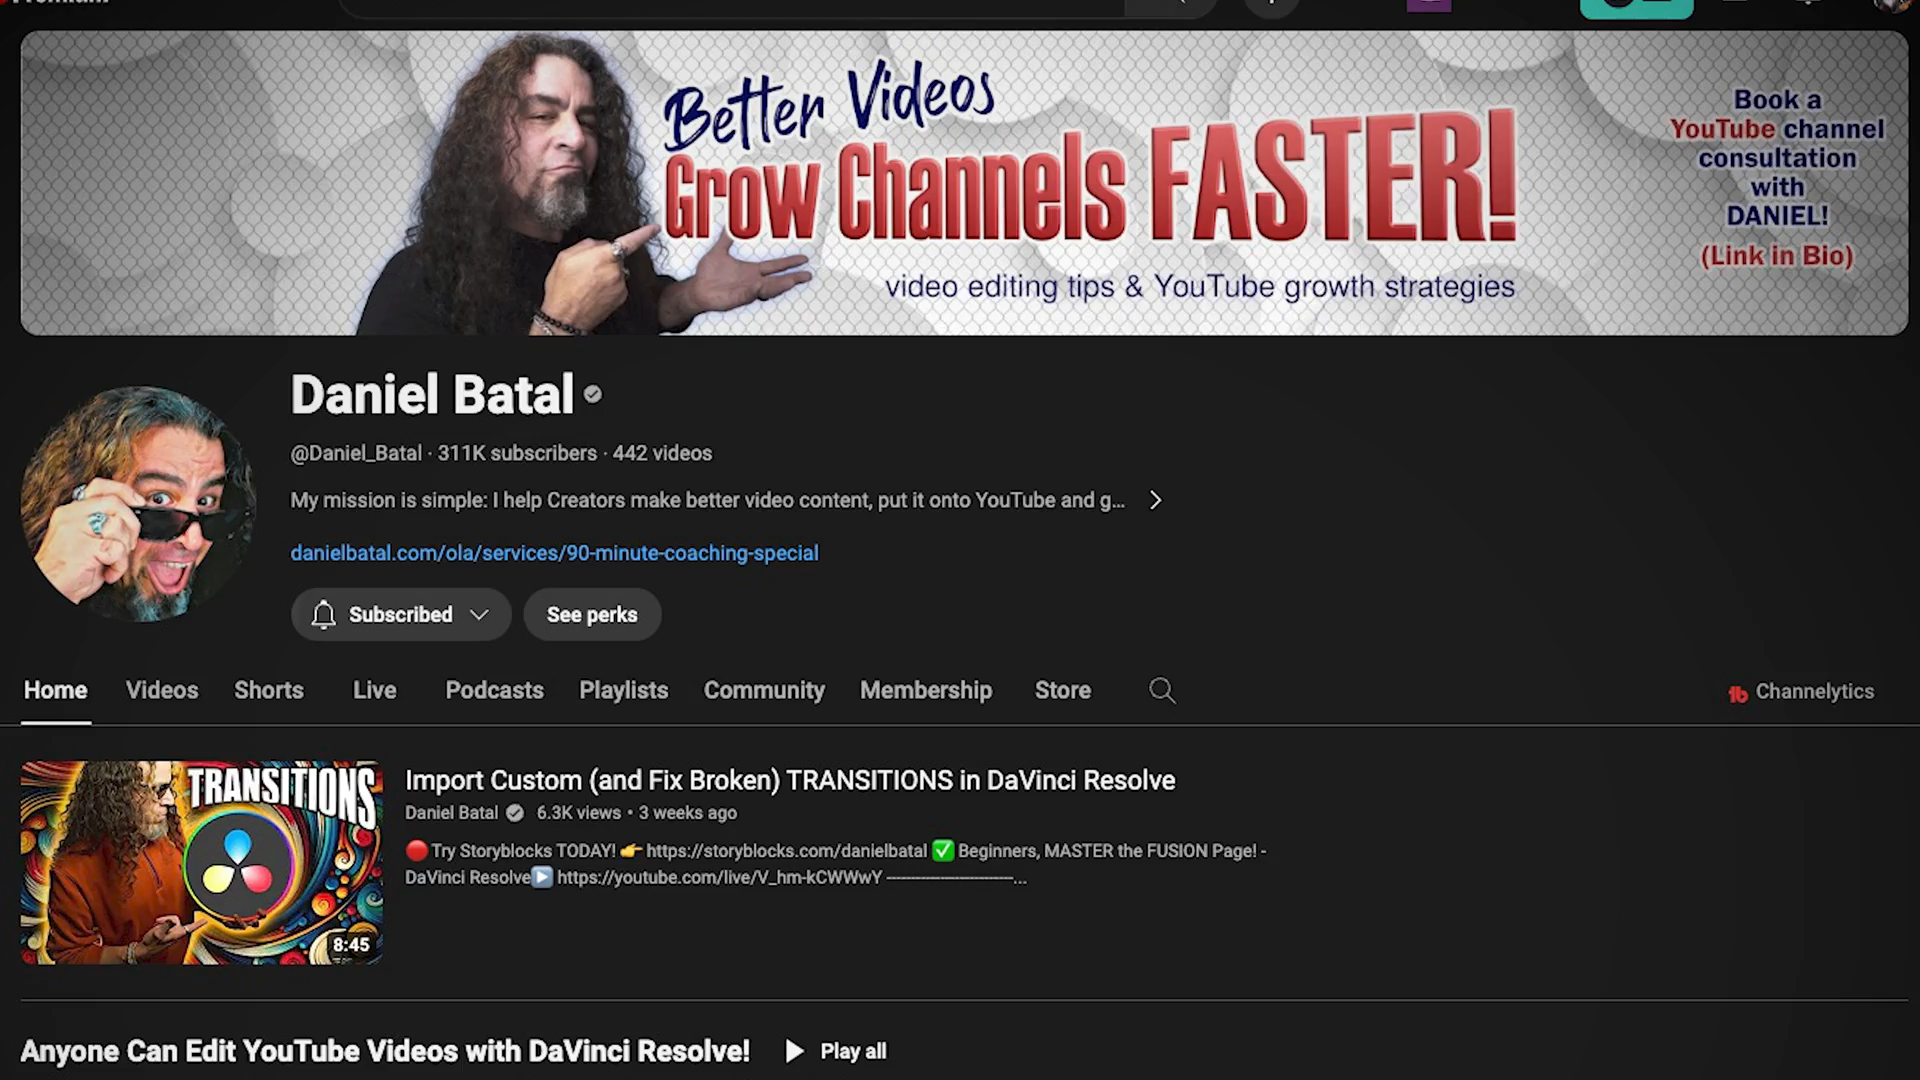 Better Videos
Grow Channels FASTER!
video editing tips & YouTube growth strategies
Book a
YouTube channel
consultation
with
DANIEL!
(Link in Bio)
Daniel Batal
@Daniel_Batal · 311K subscribers · 442 videos
My mission is simple: I help Creators make better video content, put it onto YouTube and g...
danielbatal.com/ola/services/90-minute-coaching-special
Subscribed
See perks
Home Videos Shorts Live Podcasts Playlists Community Membership Store
Channelytics
TRANSITIONS
8:45
Import Custom (and Fix Broken) TRANSITIONS in DaVinci Resolve
Daniel Batal 6.3K views • 3 weeks ago
🔴 Try Storyblocks TODAY! 👉 https://storyblocks.com/danielbatal ✅ Beginners, MASTER the FUSION Page! -
DaVinci Resolve▶️ https://youtube.com/live/V_hm-kCWWwY -----------------------------...
Anyone Can Edit YouTube Videos with DaVinci Resolve!
Play all